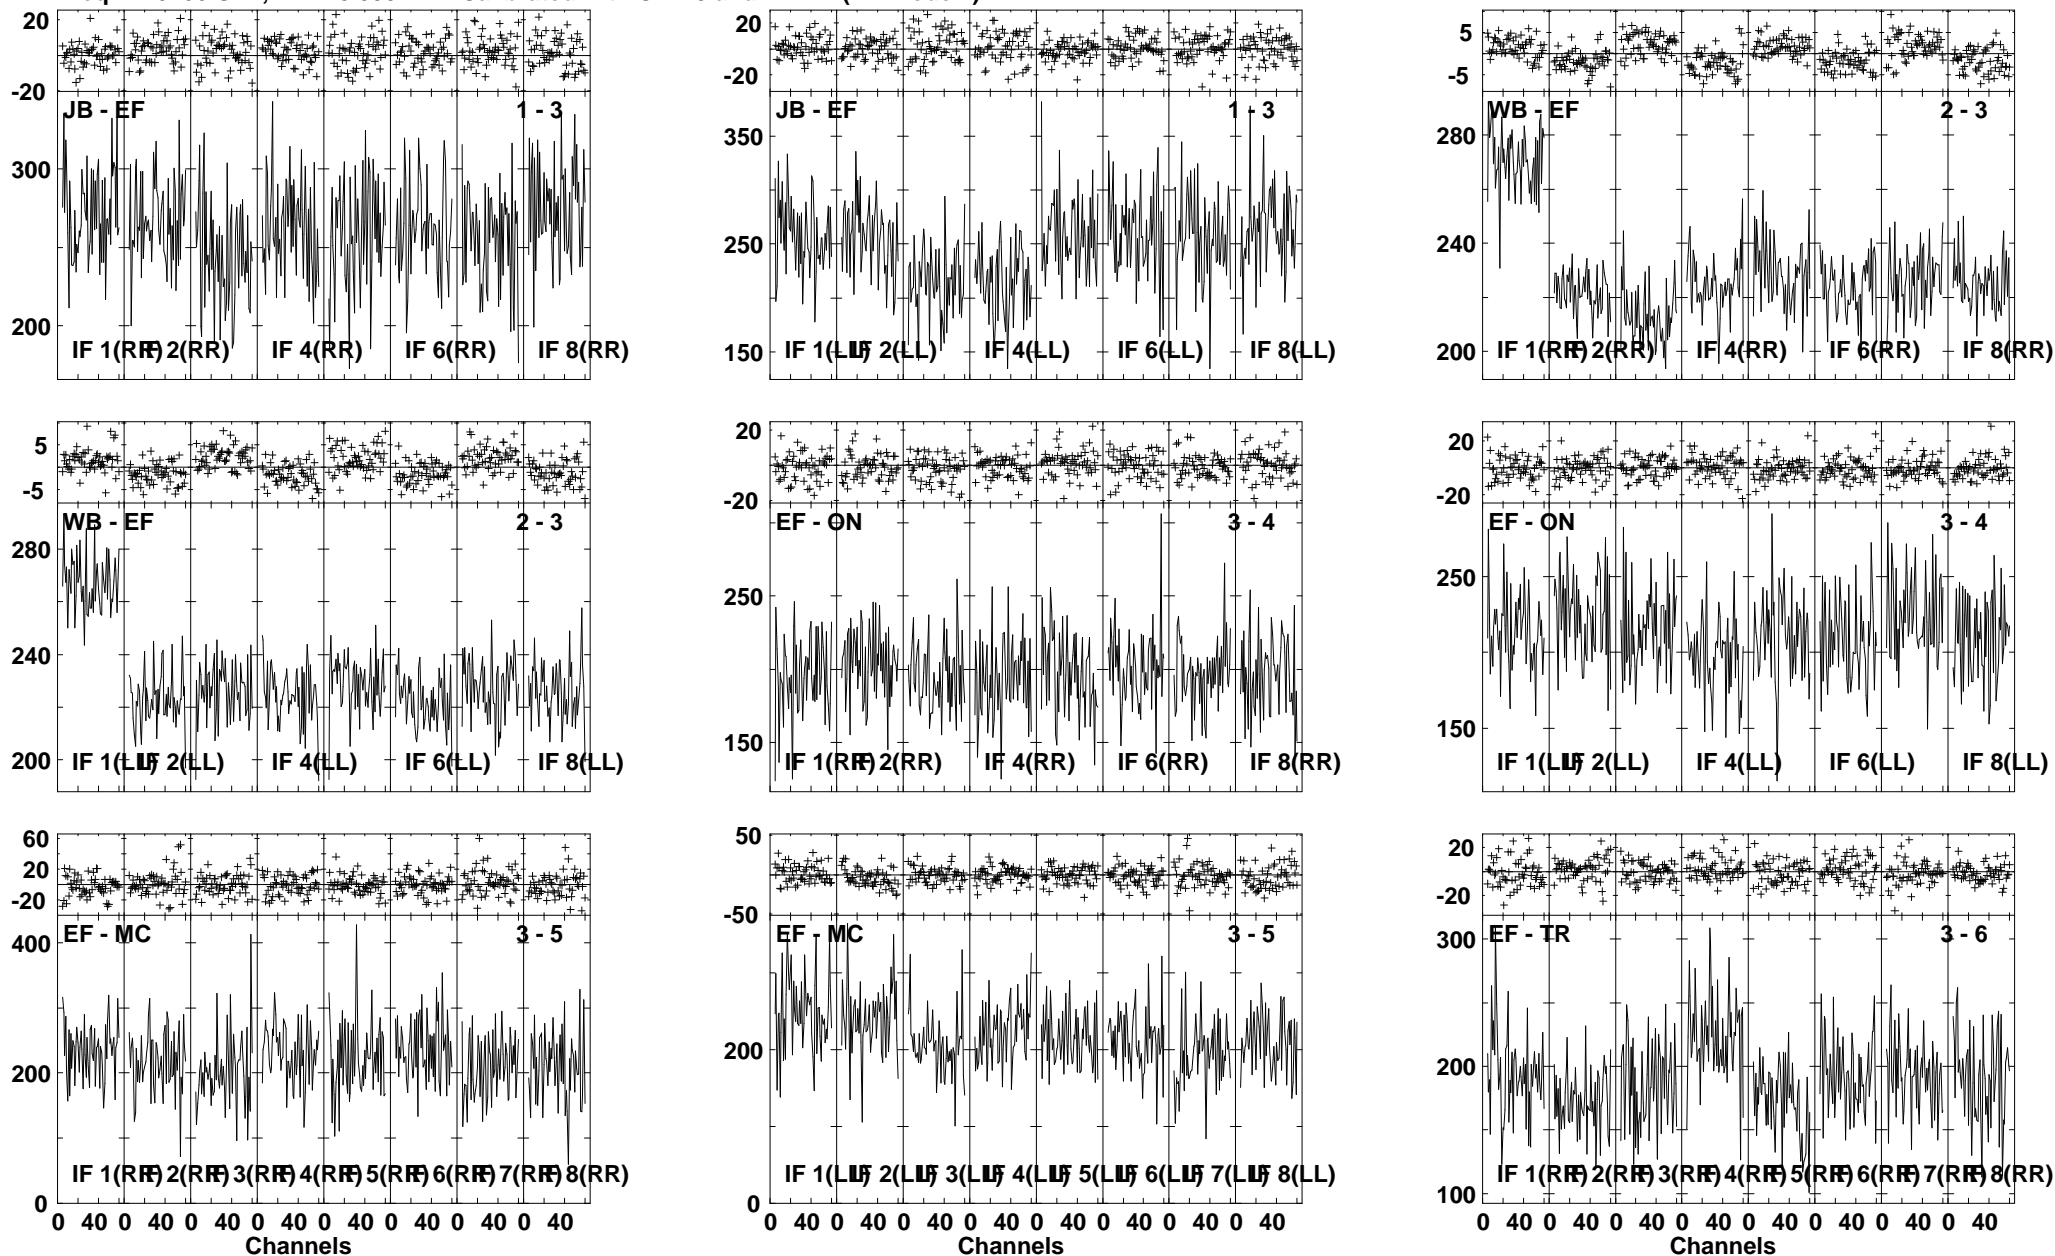 20
-20
JB - EF 1 - 3
300
200
IF 1(RR) IF 2(RR) IF 4(RR) IF 6(RR) IF 8(RR)
20
-20
JB - EF 1 - 3
350
250
150
IF 1(LL) IF 2(LL) IF 4(LL) IF 6(LL) IF 8(LL)
5
-5
WB - EF 2 - 3
280
240
200
IF 1(RR) IF 2(RR) IF 4(RR) IF 6(RR) IF 8(RR)
5
-5
WB - EF 2 - 3
280
240
200
IF 1(LL) IF 2(LL) IF 4(LL) IF 6(LL) IF 8(LL)
20
-20
EF - ON 3 - 4
250
150
IF 1(RR) IF 2(RR) IF 4(RR) IF 6(RR) IF 8(RR)
20
-20
EF - ON 3 - 4
250
150
IF 1(LL) IF 2(LL) IF 4(LL) IF 6(LL) IF 8(LL)
60
20
-20
EF - MC 3 - 5
400
200
0
IF 1(RR) IF 2(RR) IF 3(RR) IF 4(RR) IF 5(RR) IF 6(RR) IF 7(RR) IF 8(RR)
0 40 0 40 0 40 0 40 0 40 0 40 0 40 0 40
Channels
50
-50
EF - MC 3 - 5
200
0
IF 1(LL) IF 2(LL) IF 3(LL) IF 4(LL) IF 5(LL) IF 6(LL) IF 7(LL) IF 8(LL)
0 40 0 40 0 40 0 40 0 40 0 40 0 40 0 40
Channels
20
-20
EF - TR 3 - 6
300
200
100
IF 1(RR) IF 2(RR) IF 3(RR) IF 4(RR) IF 5(RR) IF 6(RR) IF 7(RR) IF 8(RR)
0 40 0 40 0 40 0 40 0 40 0 40 0 40 0 40
Channels